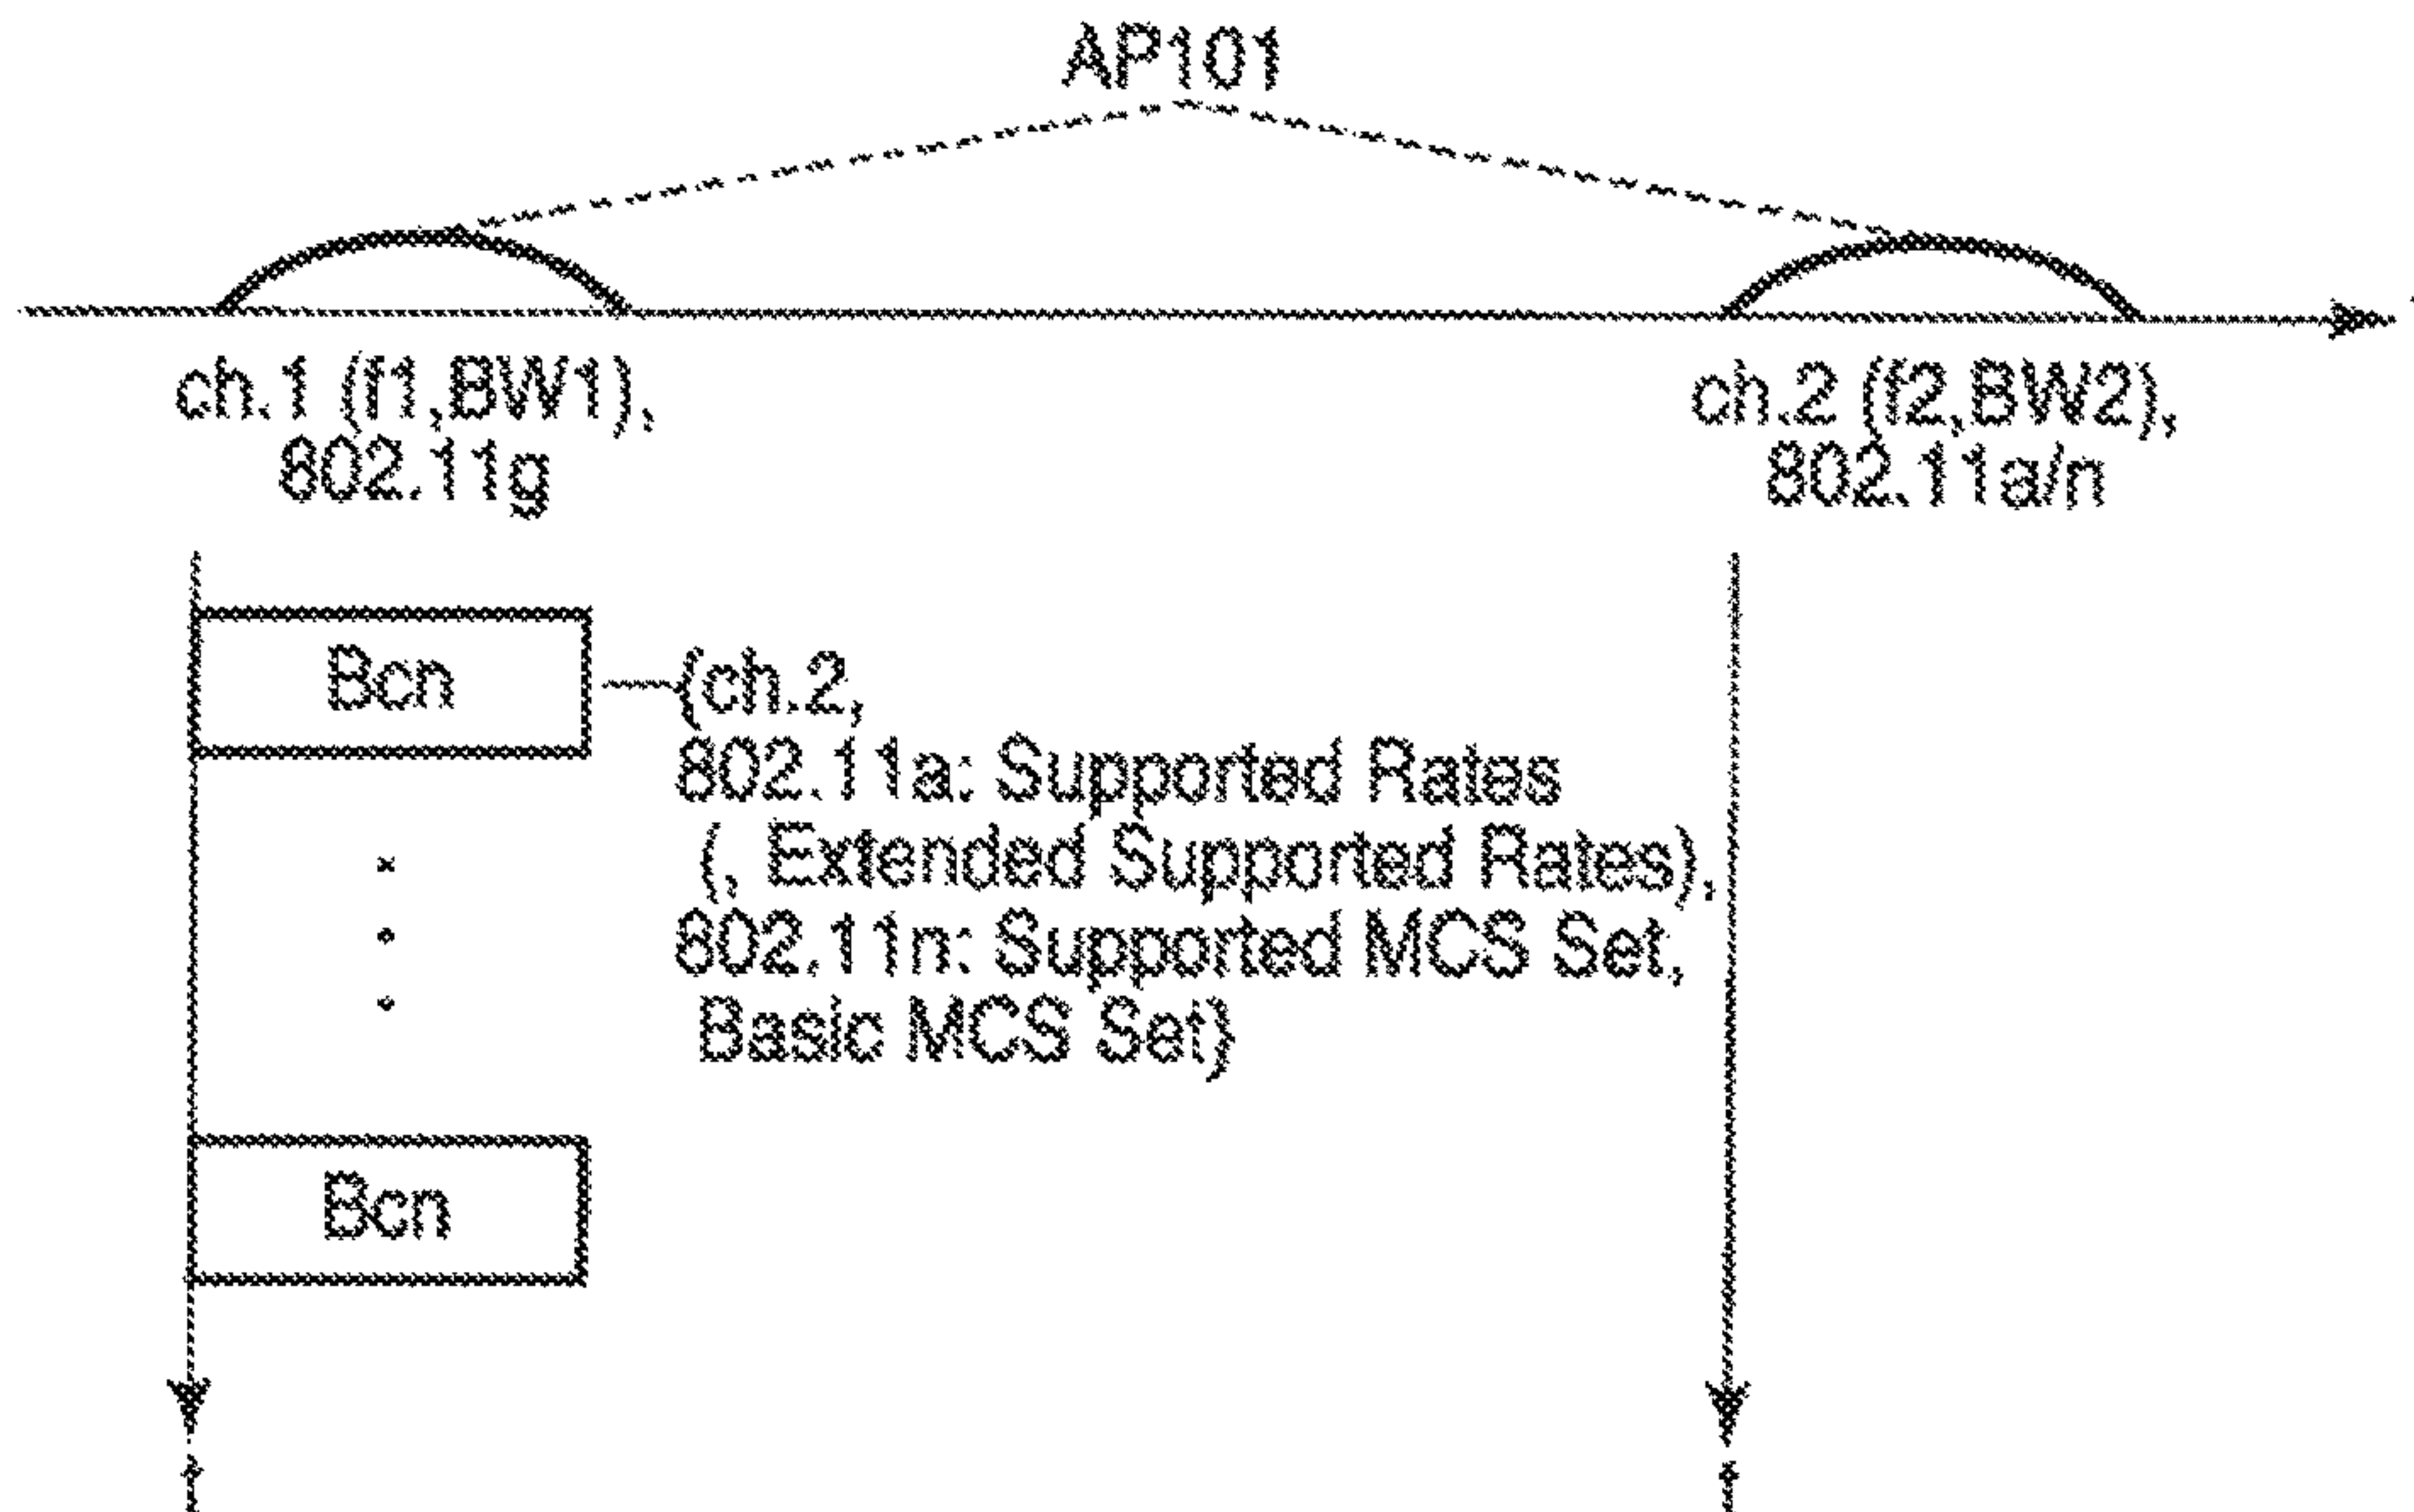 AP101
ch.1 (f1,BW1),
802.11g
ch.2 (f2,BW2),
802.11a/n
Bcn
{ch.2,
802.11a: Supported Rates
(, Extended Supported Rates),
802.11n: Supported MCS Set,
Basic MCS Set}
Bcn